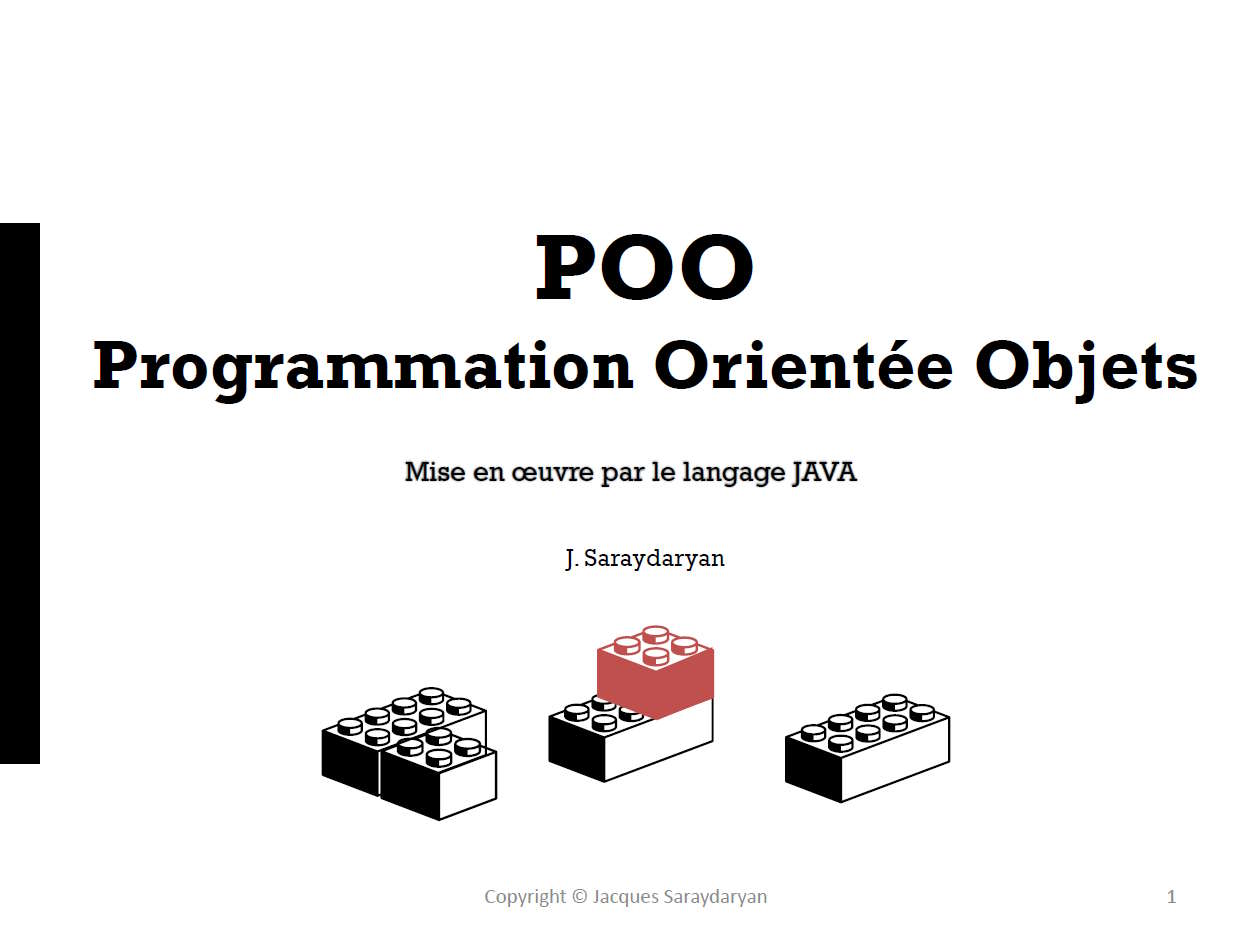 POO
Programmation Orientée Objets
Mise en œuvre par le langage JAVA
J. Saraydaryan
Copyright © Jacques Saraydaryan
1